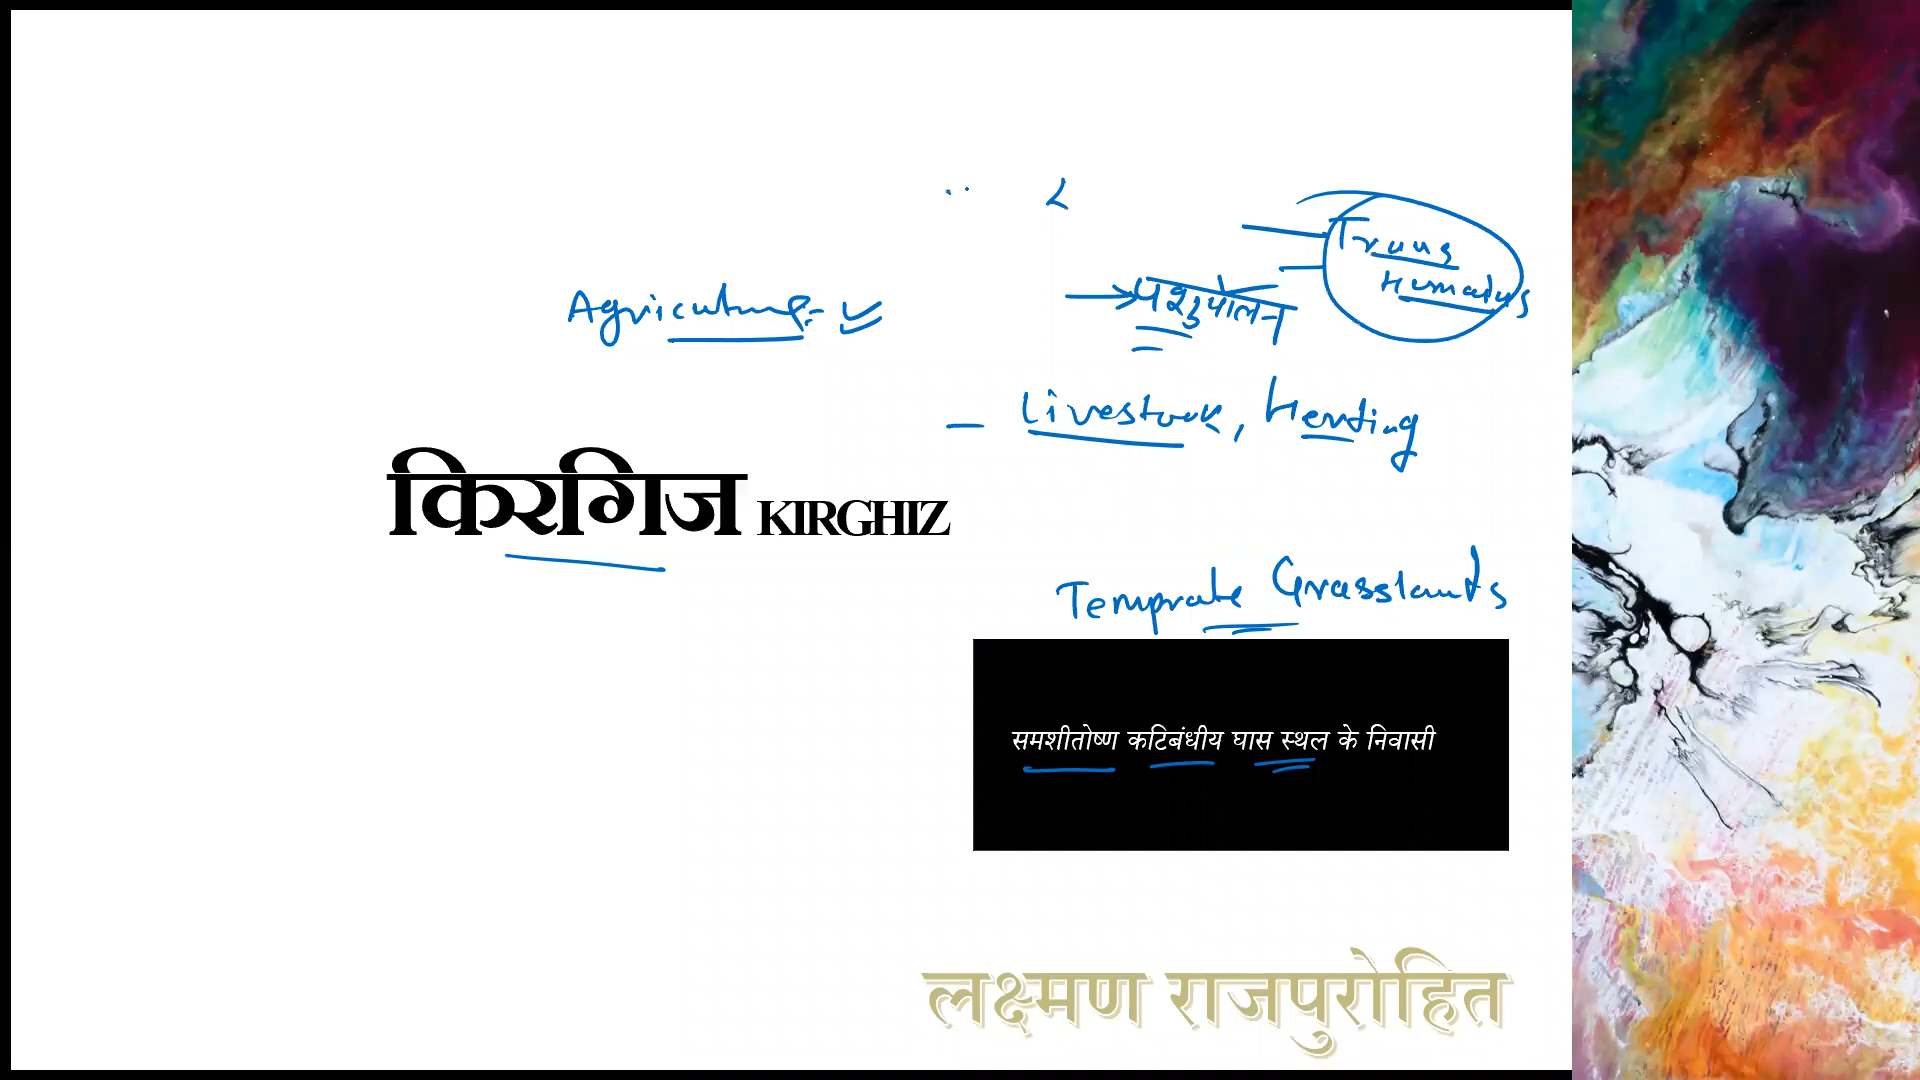 Trans
Humadus
Agriculture:-
पशुपालन
- Livestock, Herding
किरगिज KIRGHIZ
Temprate Grasslands
समशीतोष्ण कटिबंधीय घास स्थल के निवासी
लक्ष्मण राजपुरोहित